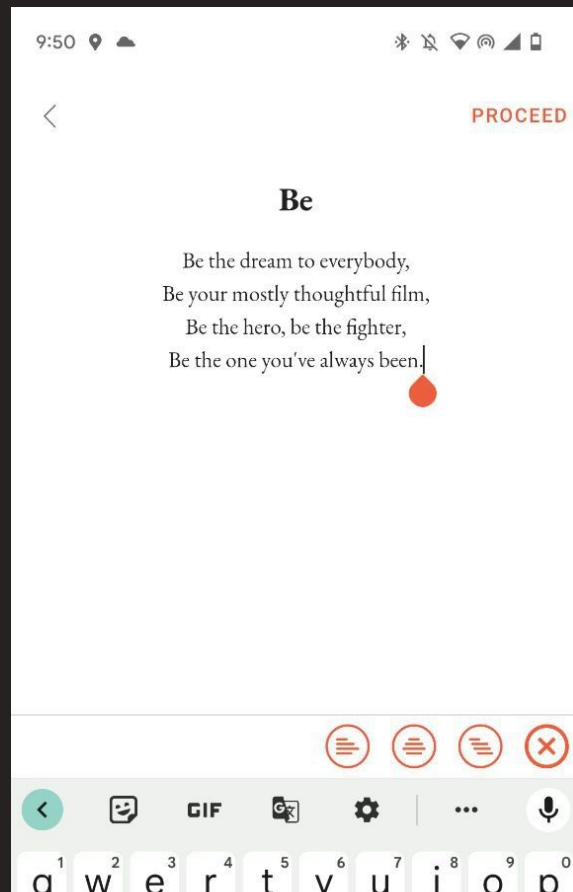 9:50
PROCEED
Be
Be the dream to everybody,
Be your mostly thoughtful film,
Be the hero, be the fighter,
Be the one you've always been.
GIF
G
1 2 3 4 5 6 7 8 9 0
q w e r t y u i o p